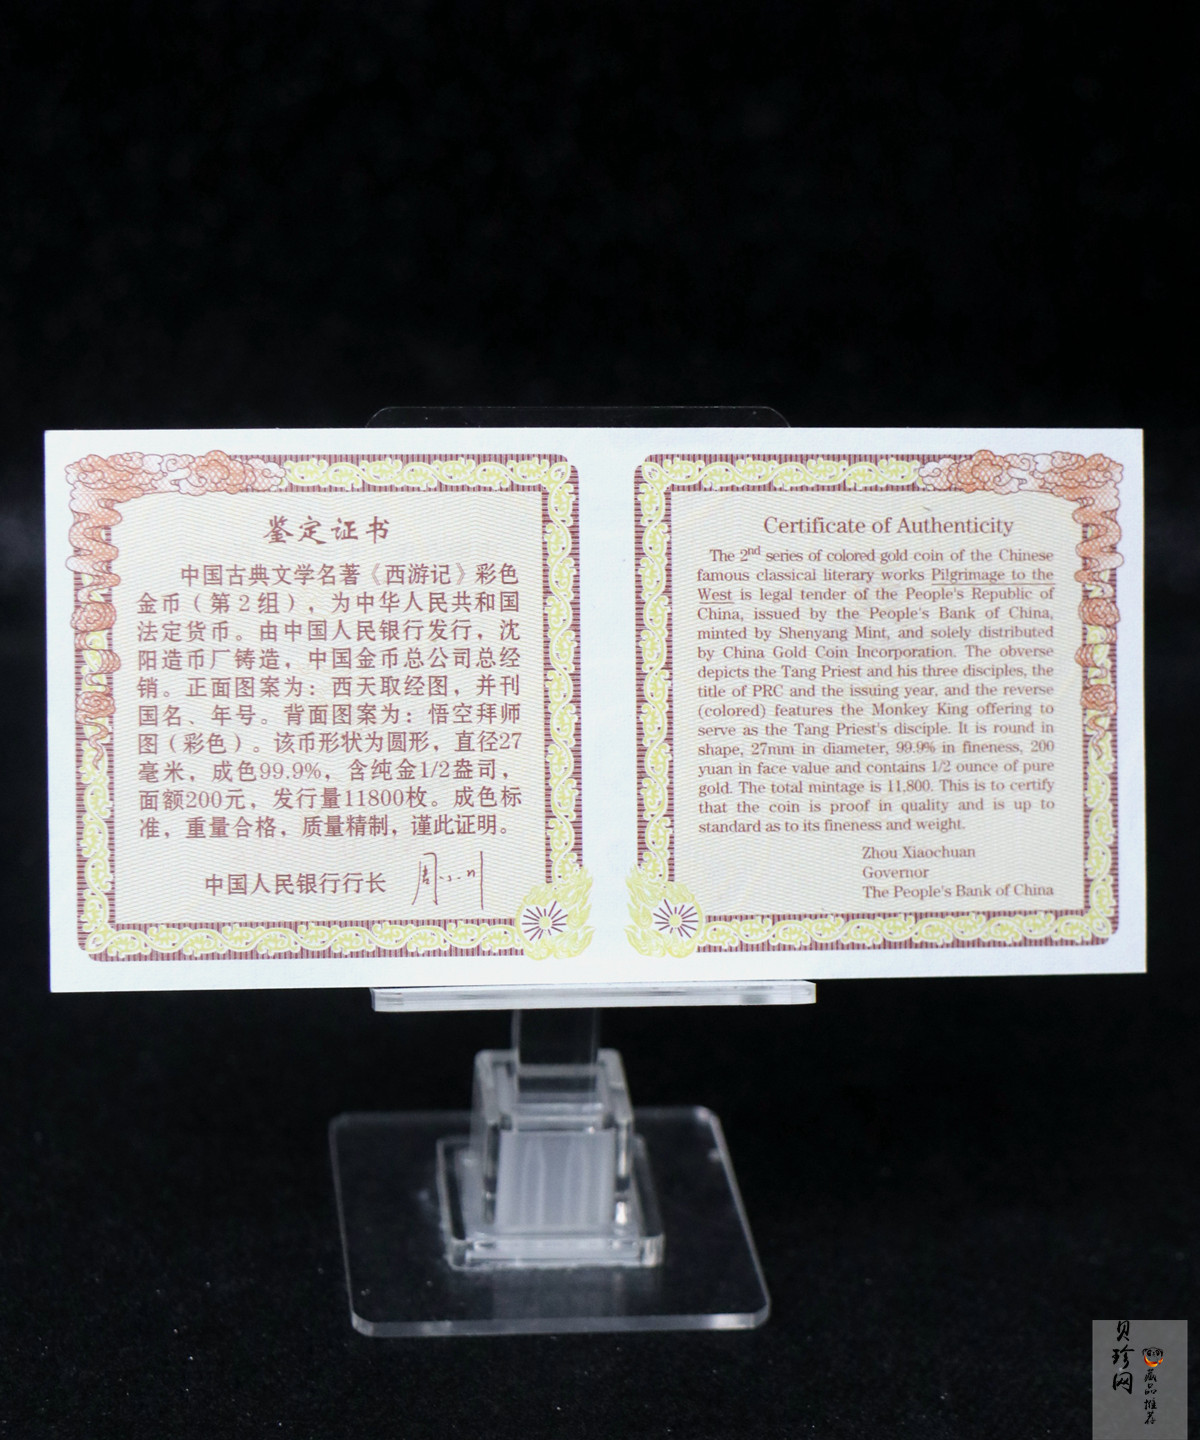 鉴定证书
中国古典文学名著《西游记》彩色
金币（第2组），为中华人民共和国
法定货币。由中国人民银行发行，沈
阳造币厂铸造，中国金币总公司总经
销。正面图案为：西天取经图，并刊
国名、年号。背面图案为：悟空拜师
图（彩色）。该币形状为圆形，直径27
毫米，成色99.9%，含纯金1/2盎司，
面额200元，发行量11800枚。成色标
准，重量合格，质量精制，谨此证明。
中国人民银行行长 周小川
Certificate of Authenticity
The 2nd series of colored gold coin of the Chinese
famous classical literary works Pilgrimage to the
West is legal tender of the People's Republic of
China, issued by the People's Bank of China,
minted by Shenyang Mint, and solely distributed
by China Gold Coin Incorporation. The obverse
depicts the Tang Priest and his three disciples, the
title of PRC and the issuing year, and the reverse
(colored) features the Monkey King offering to
serve as the Tang Priest's disciple. It is round in
shape, 27mm in diameter, 99.9% in fineness, 200
yuan in face value and contains 1/2 ounce of pure
gold. The total mintage is 11,800. This is to certify
that the coin is proof in quality and is up to
standard as to its fineness and weight.
Zhou Xiaochuan
Governor
The People's Bank of China
贝珍网
藏品推荐